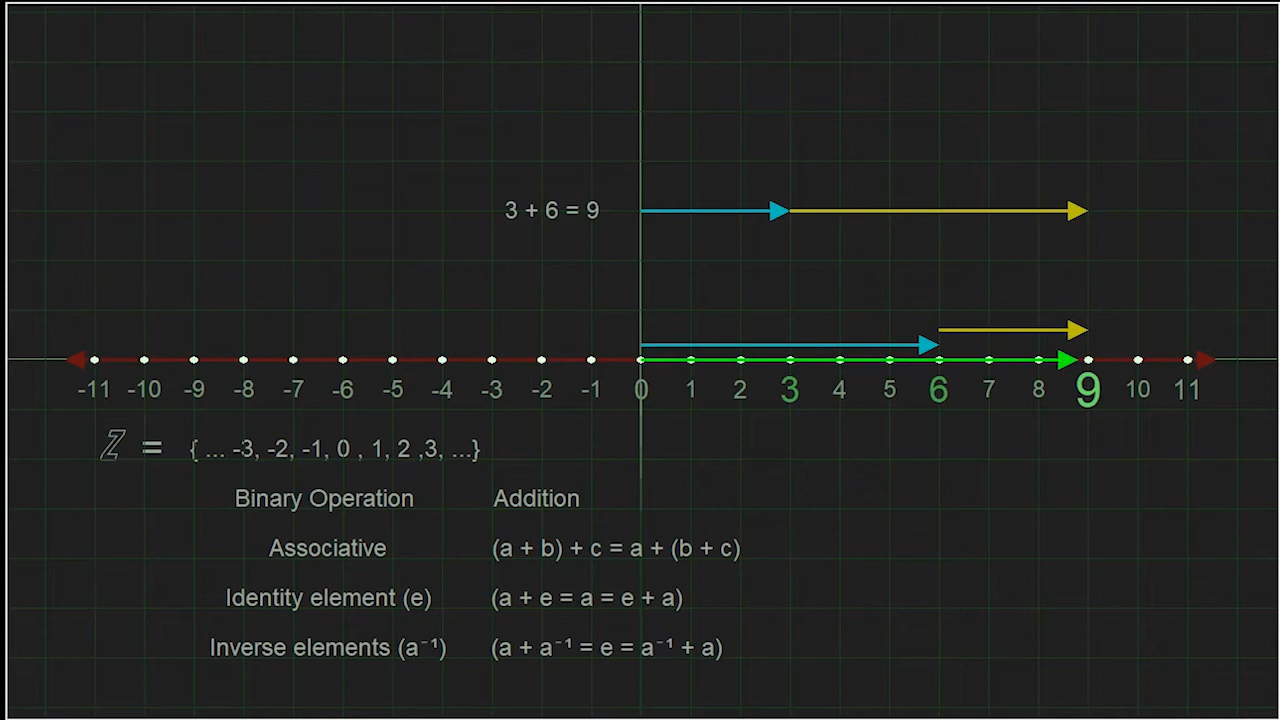 3 + 6 = 9
-11 -10 -9 -8 -7 -6 -5 -4 -3 -2 -1 0 1 2 3 4 5 6 7 8 9 10 11
ℤ = { ... -3, -2, -1, 0 , 1, 2 ,3, ...}
Binary Operation Addition
Associative (a + b) + c = a + (b + c)
Identity element (e) (a + e = a = e + a)
Inverse elements (a⁻¹) (a + a⁻¹ = e = a⁻¹ + a)